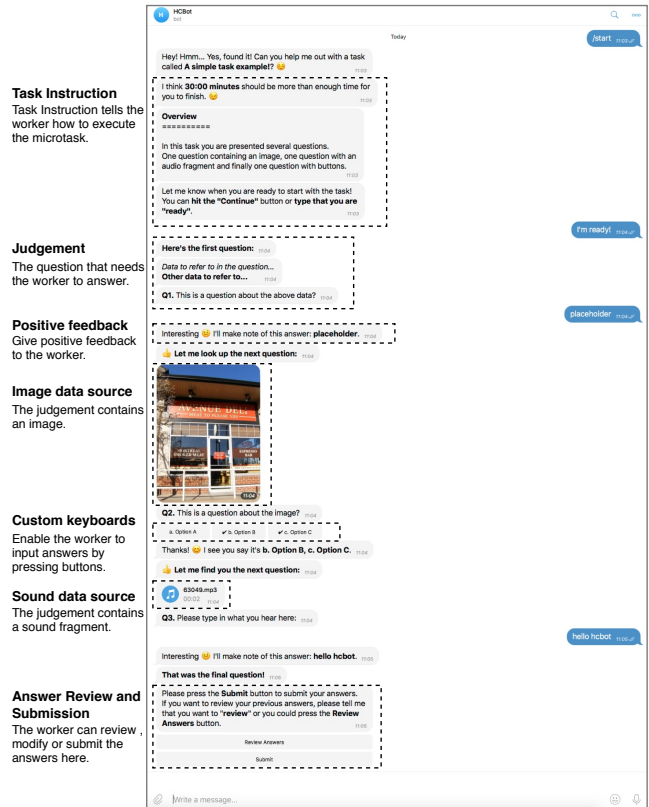 HCBot
bot
Today
/start 11:03
Hey! Hmm... Yes, found it! Can you help me out with a task
called A simple task example!? 😉
11:03
Task Instruction
Task Instruction tells the
worker how to execute
the microtask.
I think 30:00 minutes should be more than enough time for
you to finish. 😉
11:03
Overview
==========
In this task you are presented several questions.
One question containing an image, one question with an
audio fragment and finally one question with buttons.
11:03
Let me know when you are ready to start with the task!
You can hit the "Continue" button or type that you are
"ready".
11:03
I'm ready! 11:04
Judgement
The question that needs
the worker to answer.
Here's the first question: 11:04
Data to refer to in the question...
Other data to refer to... 11:04
Q1. This is a question about the above data? 11:04
placeholder 11:04
Positive feedback
Give positive feedback
to the worker.
Interesting 😀 I'll make note of this answer: placeholder. 11:04
👍 Let me look up the next question: 11:04
Image data source
The judgement contains
an image.
AVENUE DELI
11:04
Q2. This is a question about the image? 11:04
Custom keyboards
Enable the worker to
input answers by
pressing buttons.
a. Option A
✔ b. Option B
✔ c. Option C
Thanks! 😀 I see you say it's b. Option B, c. Option C. 11:04
👍 Let me find you the next question: 11:04
Sound data source
The judgement contains
a sound fragment.
63049.mp3
00:02 11:04
Q3. Please type in what you hear here: 11:04
hello hcbot 11:05
Interesting 😀 I'll make note of this answer: hello hcbot. 11:05
That was the final question! 11:05
Answer Review and
Submission
The worker can review ,
modify or submit the
answers here.
Please press the Submit button to submit your answers.
If you want to review your previous answers, please tell me
that you want to "review" or you could press the Review
Answers button.
11:05
Review Answers
Submit
Write a message...